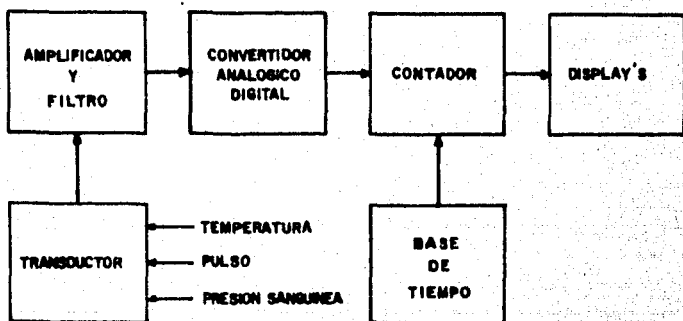 AMPLIFICADOR
Y
FILTRO
CONVERTIDOR
ANALOGICO
DIGITAL
CONTADOR
DISPLAY'S
TRANSDUCTOR
TEMPERATURA
PULSO
PRESION SANGUINEA
BASE
DE
TIEMPO